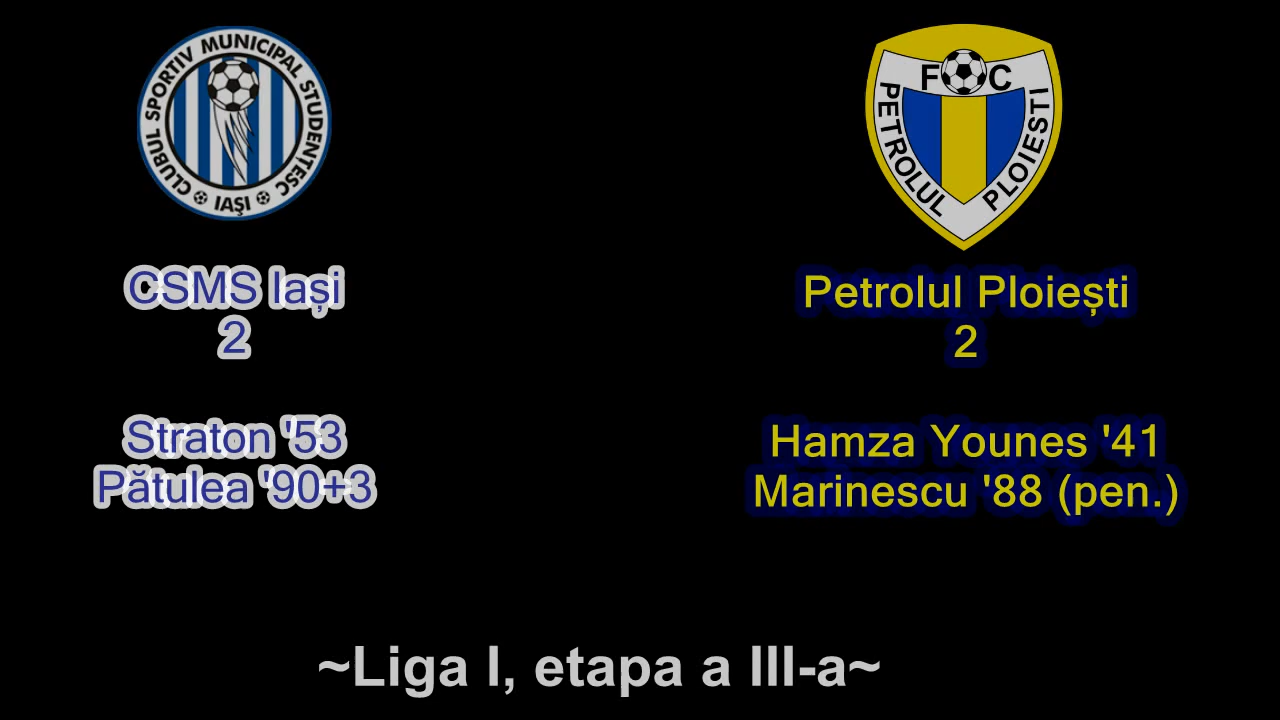 CLUBUL SPORTIV MUNICIPAL STUDENȚESC
IAȘI
CSMS Iași
2
Straton '53
Pătulea '90+3
FC
PETROLUL PLOIESTI
Petrolul Ploiești
2
Hamza Younes '41
Marinescu '88 (pen.)
~Liga I, etapa a III-a~